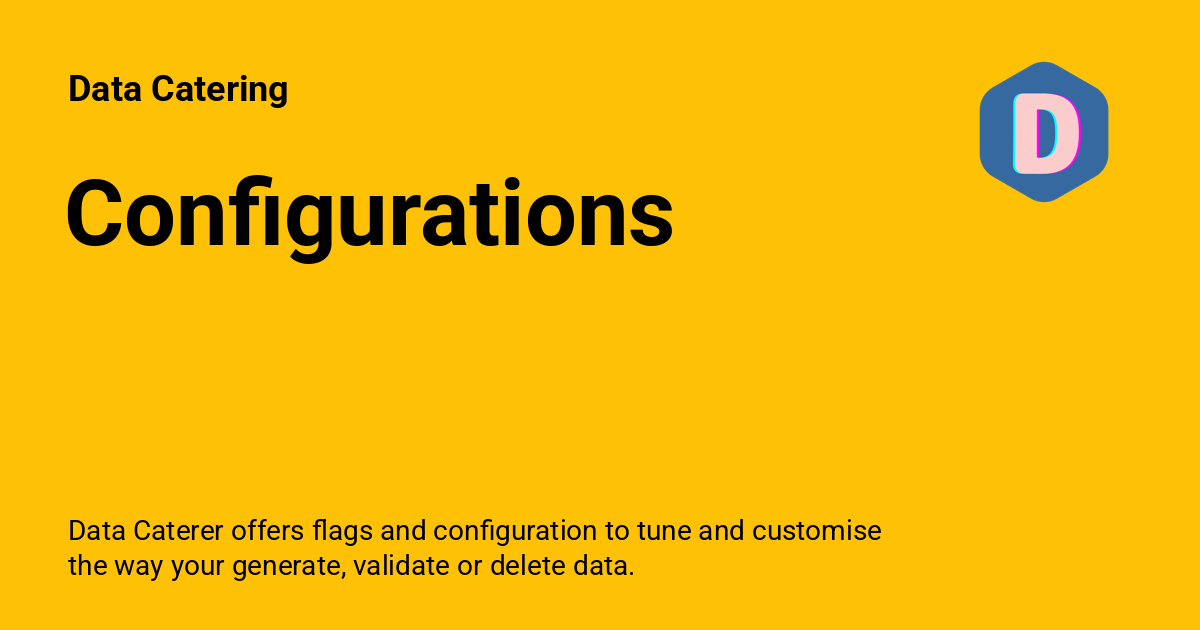 Data Catering
D
Configurations
Data Caterer offers flags and configuration to tune and customise
the way your generate, validate or delete data.